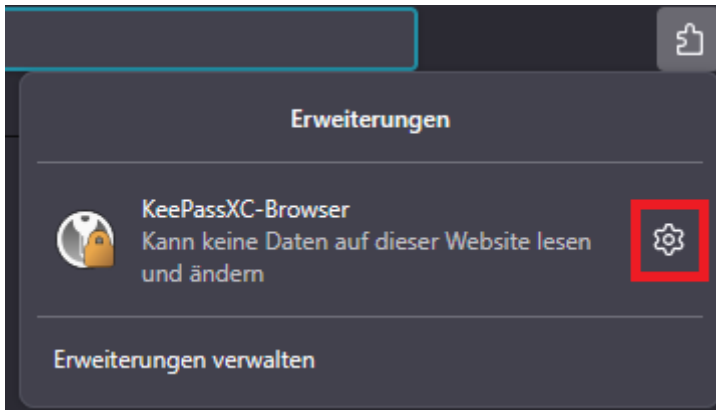 Erweiterungen
KeePassXC-Browser
Kann keine Daten auf dieser Website lesen
und ändern
Erweiterungen verwalten